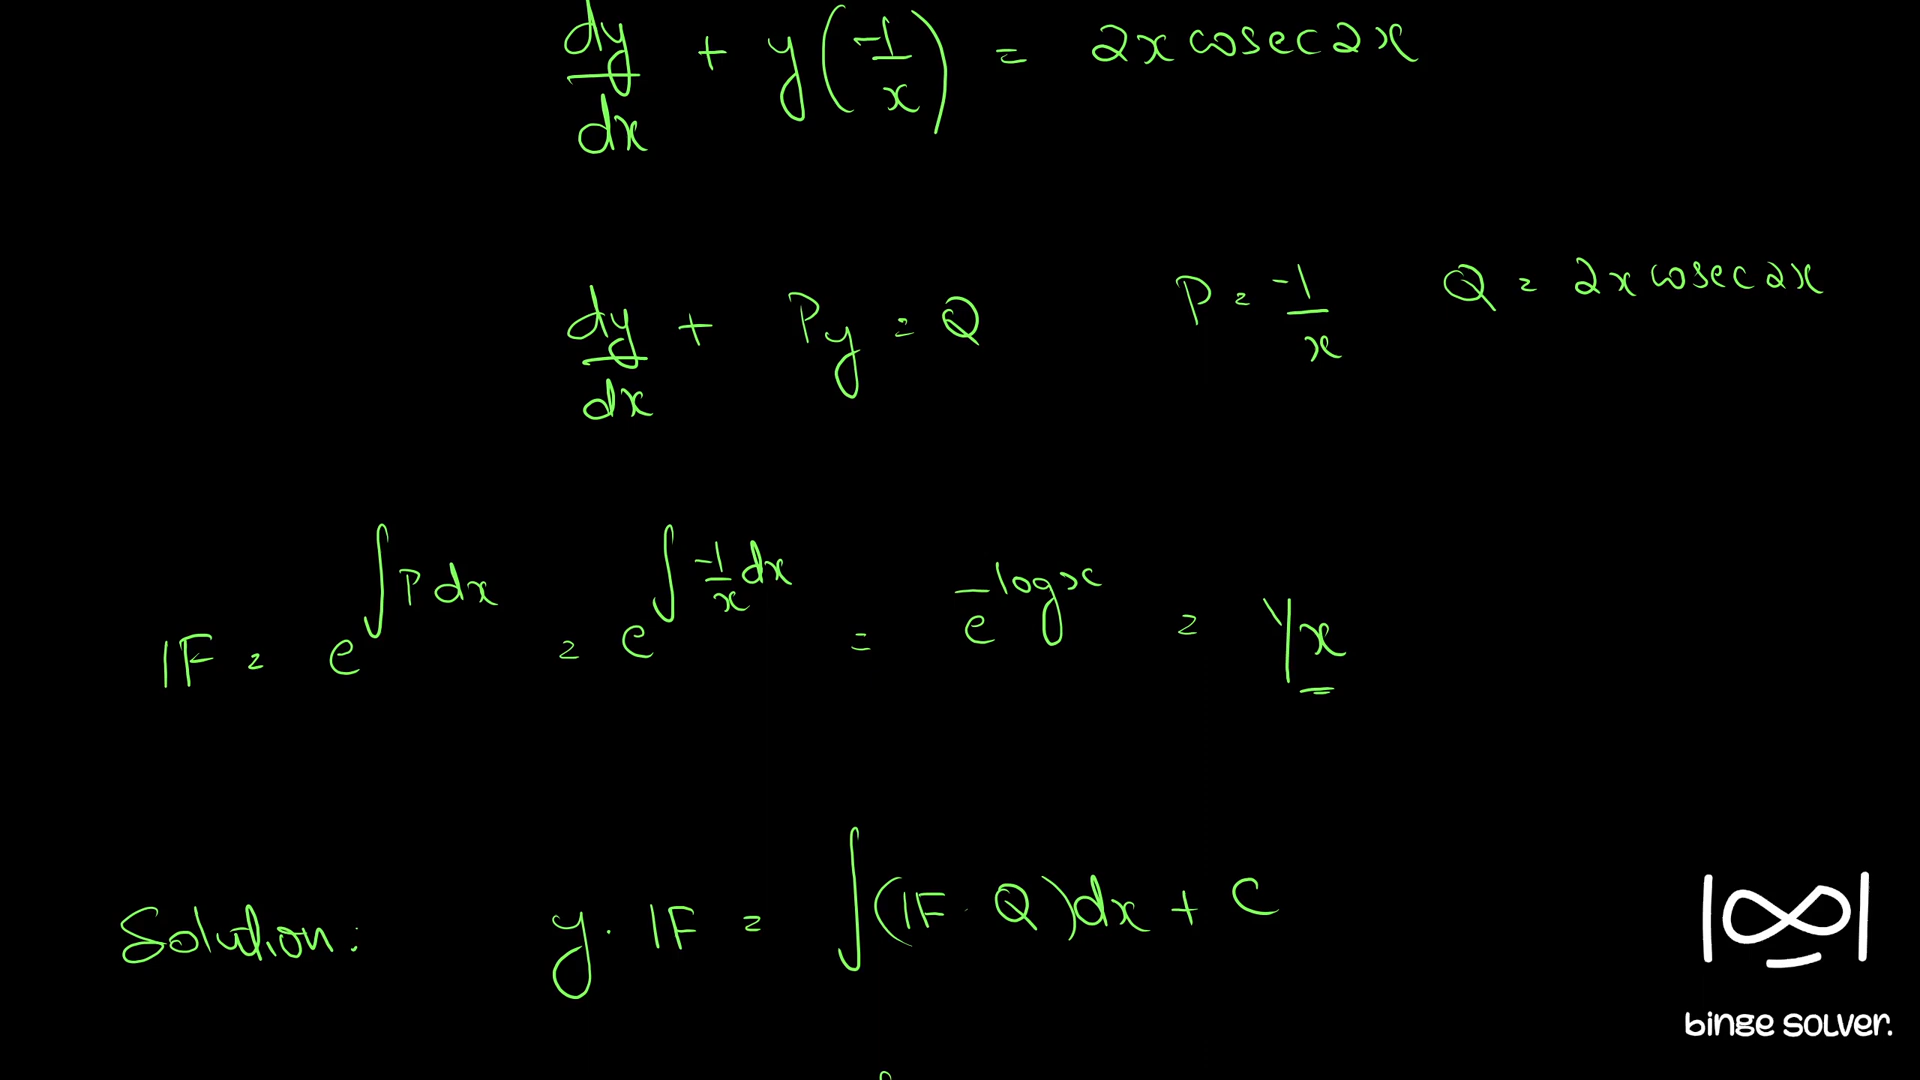 dy/dx + y(-1/x) = 2x cosec 2x
dy/dx + Py = Q P = -1/x Q = 2x cosec 2x
IF = e^∫P dx = e^∫-1/x dx = e^-log x = 1/x
Solution: y · IF = ∫(IF · Q)dx + C
binge solver.